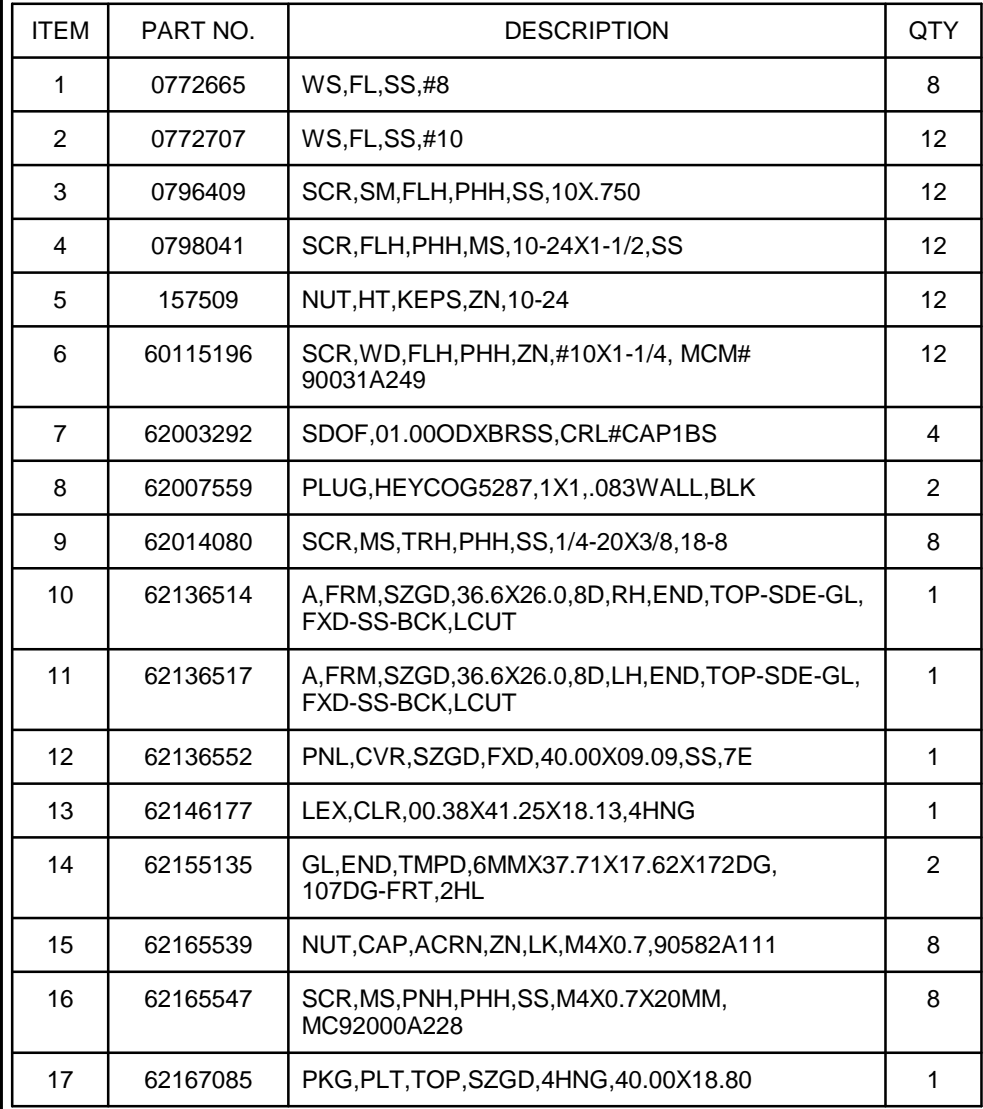 ITEM PART NO. DESCRIPTION QTY
1 0772665 WS,FL,SS,#8 8
2 0772707 WS,FL,SS,#10 12
3 0796409 SCR,SM,FLH,PHH,SS,10X.750 12
4 0798041 SCR,FLH,PHH,MS,10-24X1-1/2,SS 12
5 157509 NUT,HT,KEPS,ZN,10-24 12
6 60115196 SCR,WD,FLH,PHH,ZN,#10X1-1/4, MCM# 12
90031A249
7 62003292 SDOF,01.00ODXBRSS,CRL#CAP1BS 4
8 62007559 PLUG,HEYCOG5287,1X1,.083WALL,BLK 2
9 62014080 SCR,MS,TRH,PHH,SS,1/4-20X3/8,18-8 8
10 62136514 A,FRM,SZGD,36.6X26.0,8D,RH,END,TOP-SDE-GL, 1
FXD-SS-BCK,LCUT
11 62136517 A,FRM,SZGD,36.6X26.0,8D,LH,END,TOP-SDE-GL, 1
FXD-SS-BCK,LCUT
12 62136552 PNL,CVR,SZGD,FXD,40.00X09.09,SS,7E 1
13 62146177 LEX,CLR,00.38X41.25X18.13,4HNG 1
14 62155135 GL,END,TMPD,6MMX37.71X17.62X172DG, 2
107DG-FRT,2HL
15 62165539 NUT,CAP,ACRN,ZN,LK,M4X0.7,90582A111 8
16 62165547 SCR,MS,PNH,PHH,SS,M4X0.7X20MM, 8
MC92000A228
17 62167085 PKG,PLT,TOP,SZGD,4HNG,40.00X18.80 1